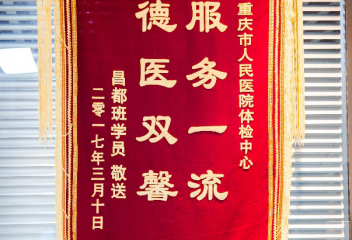 重庆市人民医院体检中心
服务一流
德医双馨
昌都班学员 敬送
二零一七年三月十日